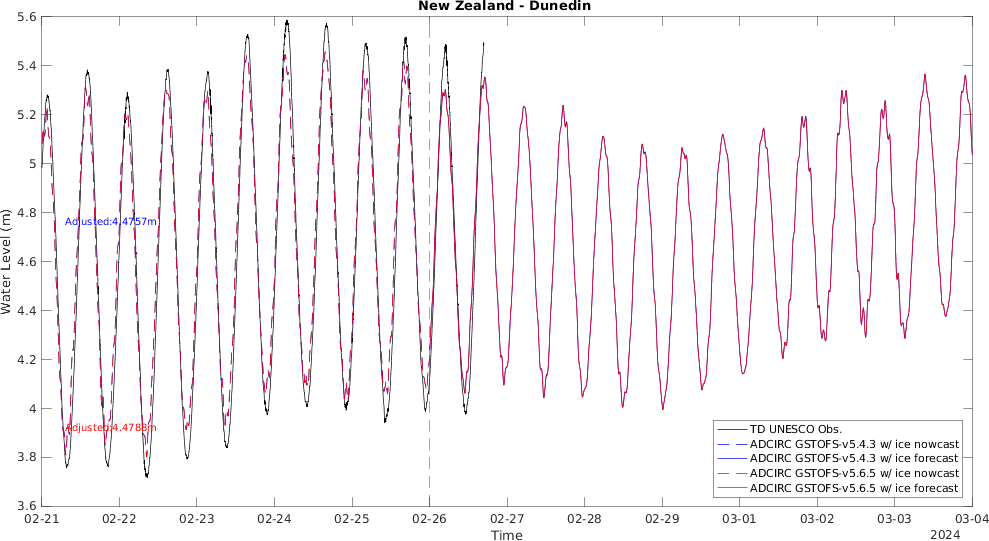 New Zealand - Dunedin
5.6
5.4
5.2
5
4.8
4.6
4.4
4.2
4
3.8
3.6
Water Level (m)
Adjusted:4.4757m
Adjusted:4.4788m
TD UNESCO Obs.
ADCIRC GSTOFS-v5.4.3 w/ ice nowcast
ADCIRC GSTOFS-v5.4.3 w/ ice forecast
ADCIRC GSTOFS-v5.6.5 w/ ice nowcast
ADCIRC GSTOFS-v5.6.5 w/ ice forecast
02-21 02-22 02-23 02-24 02-25 02-26 02-27 02-28 02-29 03-01 03-02 03-03 03-04
Time
2024